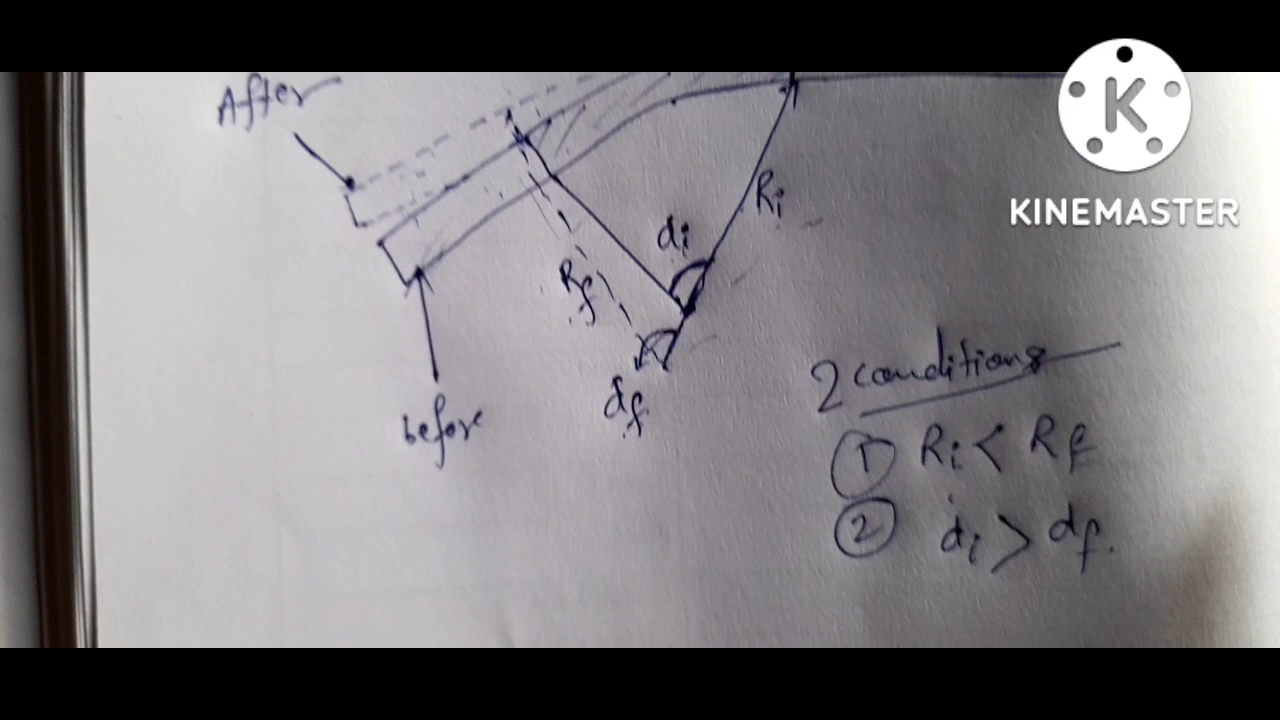 After
K
KINEMASTER
Ri
di
Rf
df
before
2 conditions
① Ri < Rf
② di > df.